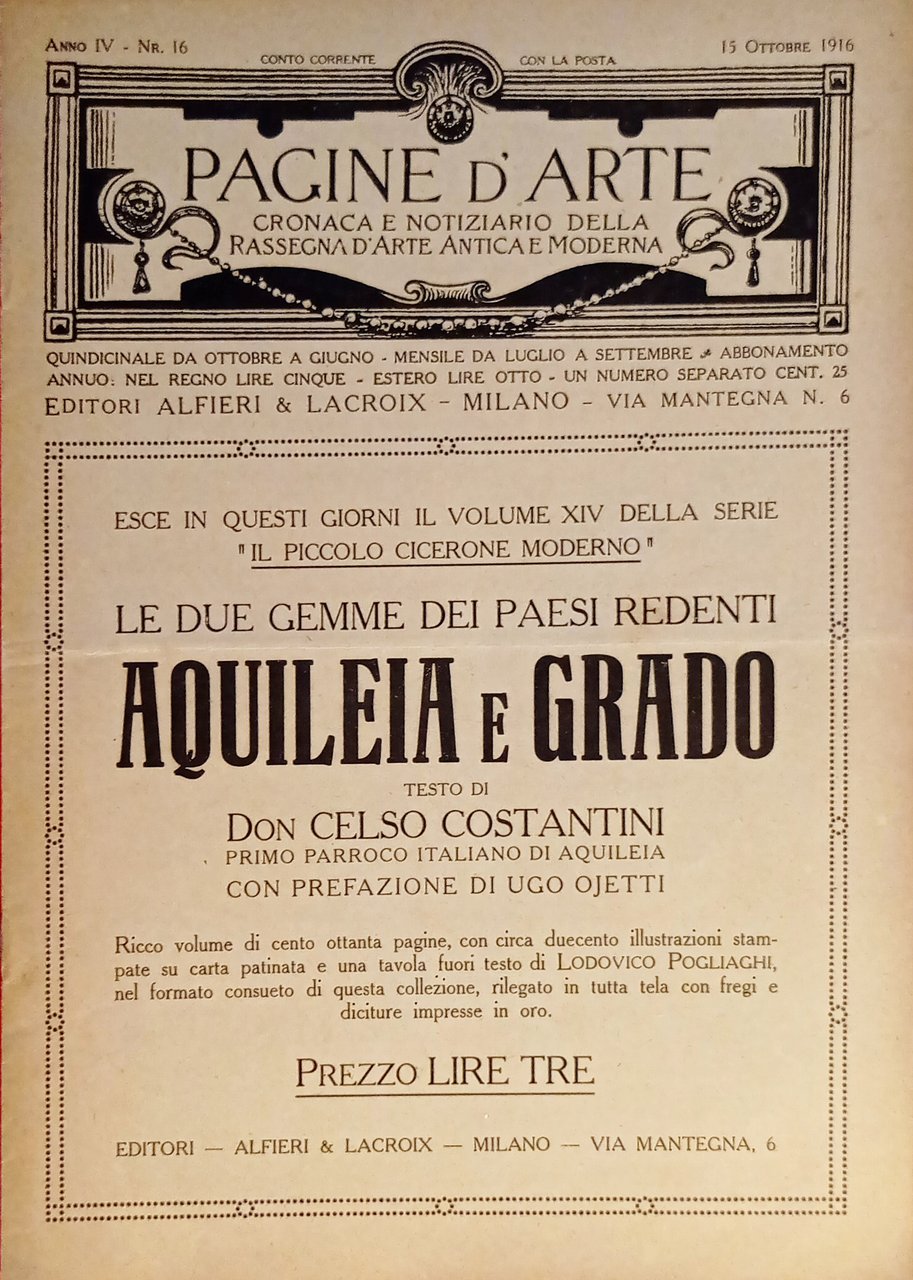 Anno IV - Nr. 16
15 Ottobre 1916
CONTO CORRENTE CON LA POSTA
PAGINE D'ARTE
CRONACA E NOTIZIARIO DELLA
RASSEGNA D'ARTE ANTICA E MODERNA
QUINDICINALE DA OTTOBRE A GIUGNO - MENSILE DA LUGLIO A SETTEMBRE - ABBONAMENTO
ANNUO: NEL REGNO LIRE CINQUE - ESTERO LIRE OTTO - UN NUMERO SEPARATO CENT. 25
EDITORI ALFIERI & LACROIX - MILANO - VIA MANTEGNA N. 6
ESCE IN QUESTI GIORNI IL VOLUME XIV DELLA SERIE
"IL PICCOLO CICERONE MODERNO"
LE DUE GEMME DEI PAESI REDENTI
AQUILEIA E GRADO
TESTO DI
DON CELSO COSTANTINI
PRIMO PARROCO ITALIANO DI AQUILEIA
CON PREFAZIONE DI UGO OJETTI
Ricco volume di cento ottanta pagine, con circa duecento illustrazioni stam-
pate su carta patinata e una tavola fuori testo di LODOVICO POGLIAGHI,
nel formato consueto di questa collezione, rilegato in tutta tela con fregi e
diciture impresse in oro.
PREZZO LIRE TRE
EDITORI — ALFIERI & LACROIX — MILANO — VIA MANTEGNA, 6